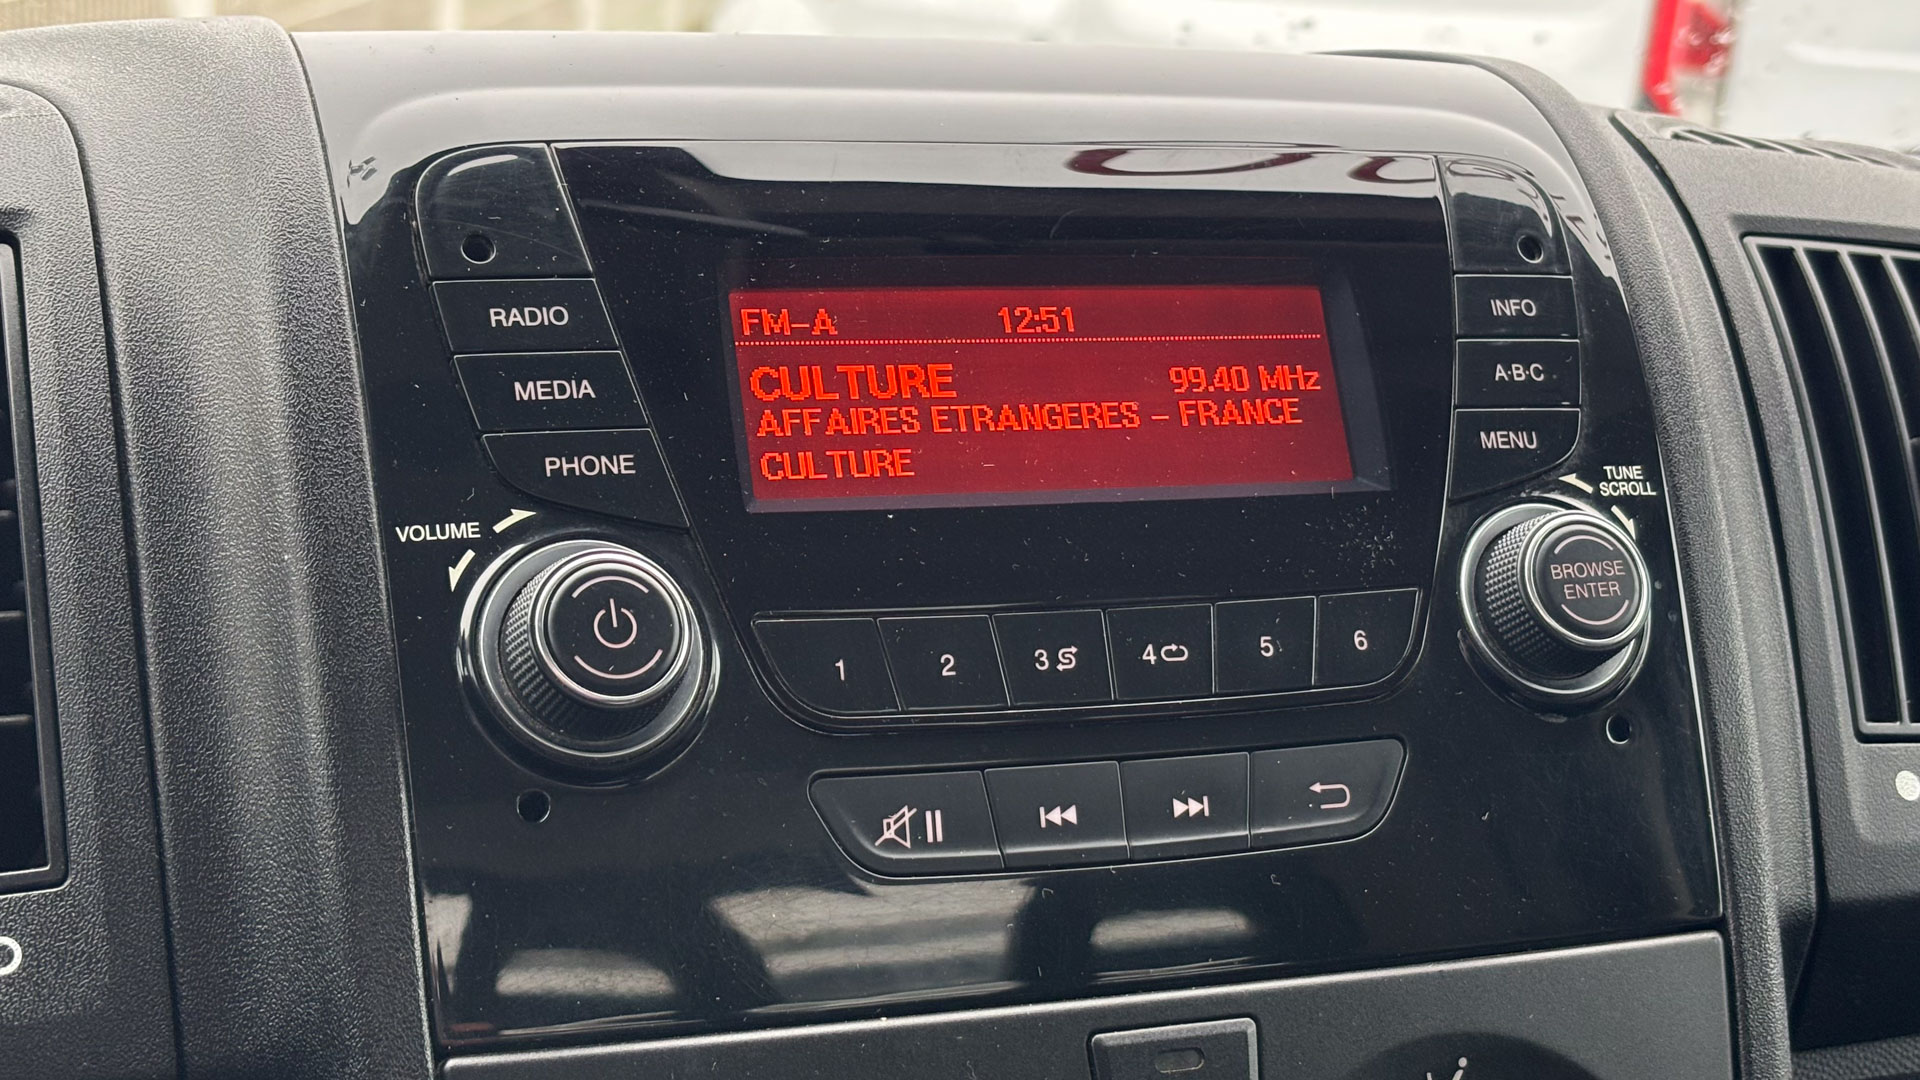 RADIO
MEDIA
PHONE
VOLUME
FM-A 12:51
CULTURE 99.40 MHz
AFFAIRES ETRANGERES - FRANCE
CULTURE
INFO
A·B·C
MENU
TUNE
SCROLL
BROWSE
ENTER
1 2 3 4 5 6